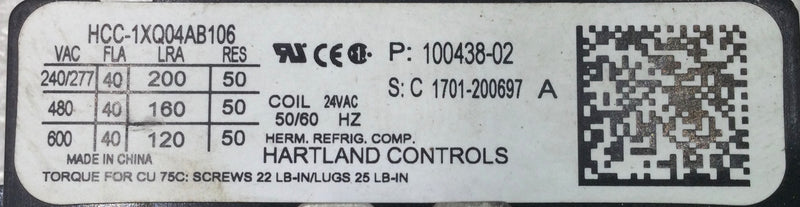 HCC-1XQ04AB106
VAC FLA LRA RES
240/277 40 200 50
480 40 160 50
600 40 120 50
MADE IN CHINA
TORQUE FOR CU 75C: SCREWS 22 LB-IN/LUGS 25 LB-IN
P: 100438-02
S: C 1701-200697 A
COIL 24VAC
50/60 HZ
HERM. REFRIG. COMP.
HARTLAND CONTROLS